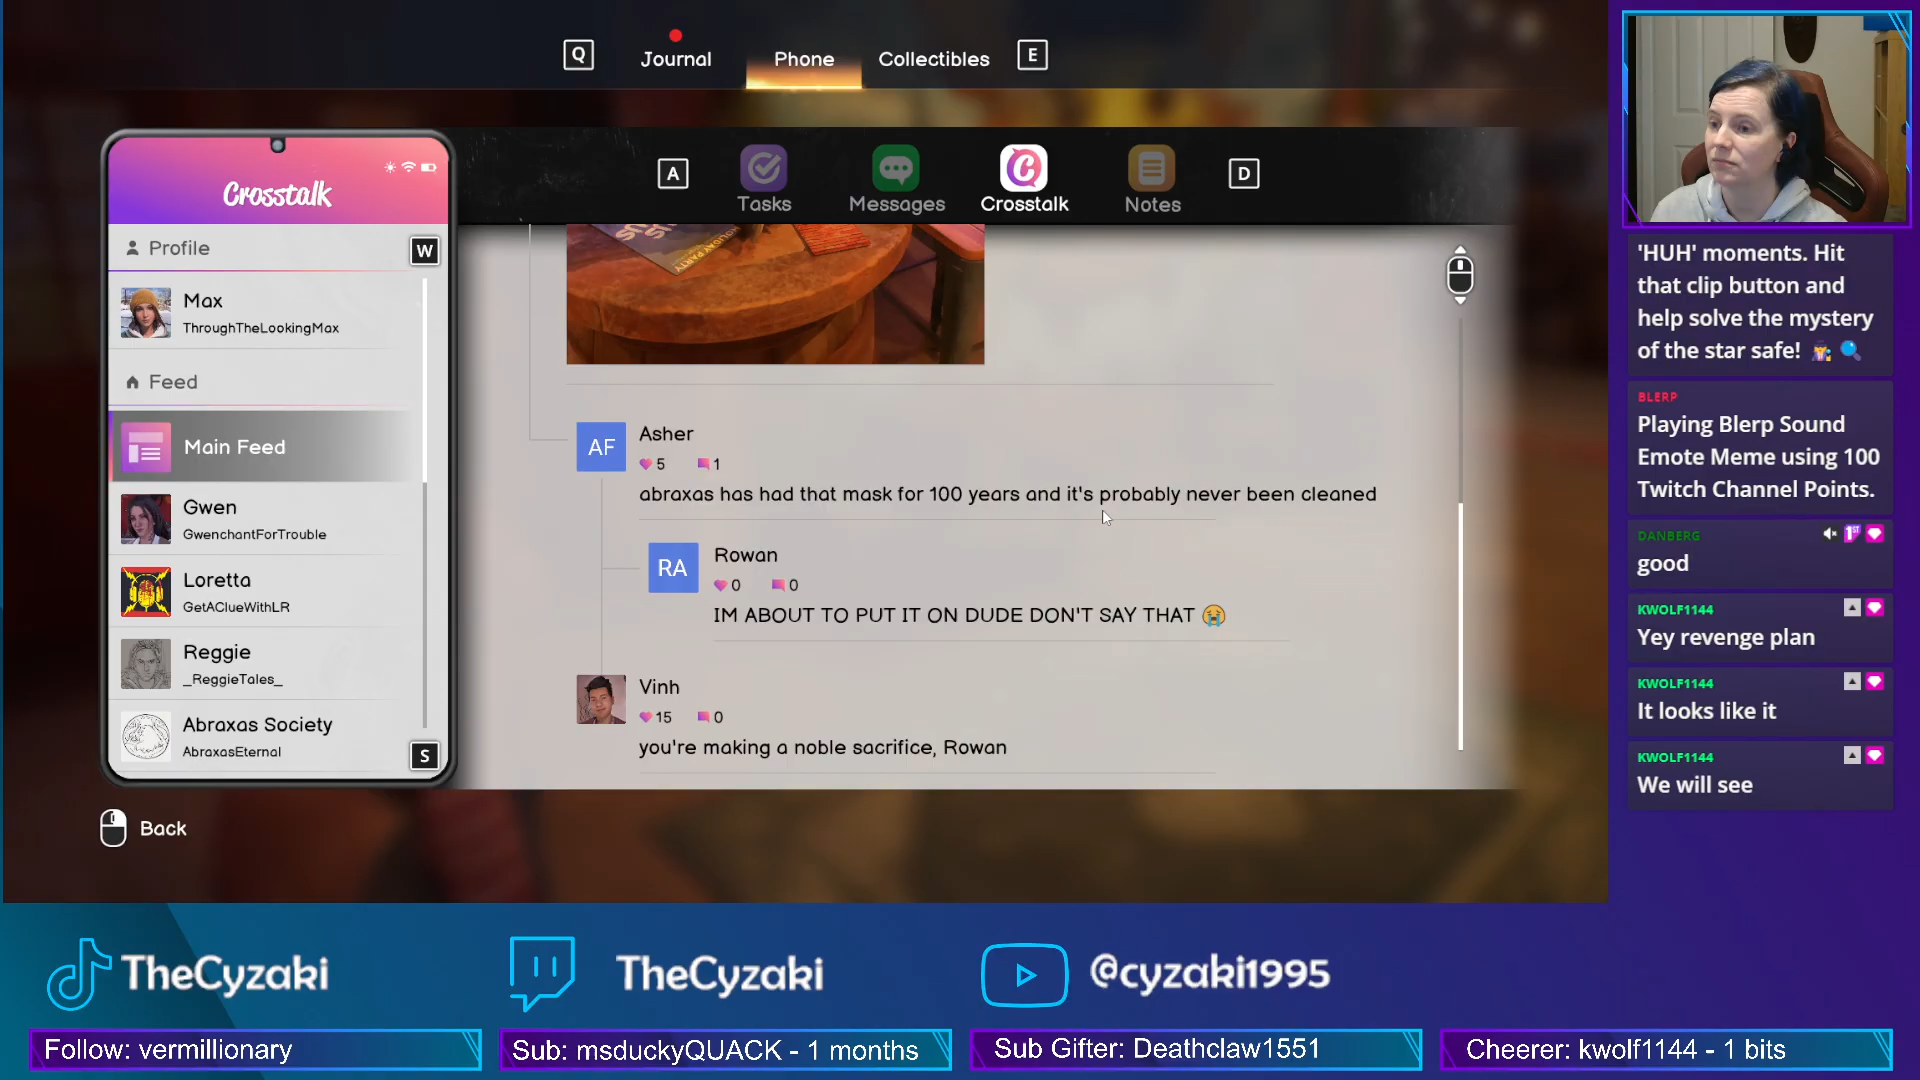 Q
Journal
Phone
Collectibles
E
Crosstalk
A
Tasks
Messages
Crosstalk
Notes
D
Profile
W
Max
ThroughTheLookingMax
Feed
Main Feed
Gwen
GwenchantForTrouble
Loretta
GetAClueWithLR
Reggie
_ReggieTales_
Abraxas Society
AbraxasEternal
S
Back
HOLIDAY PARTY
AF
Asher
5 1
abraxas has had that mask for 100 years and it's probably never been cleaned
RA
Rowan
0 0
IM ABOUT TO PUT IT ON DUDE DON'T SAY THAT 😭
Vinh
15 0
you're making a noble sacrifice, Rowan
'HUH' moments. Hit
that clip button and
help solve the mystery
of the star safe! 🕵️ 🔍
BLERP
Playing Blerp Sound
Emote Meme using 100
Twitch Channel Points.
DANBERG
1ST
good
KWOLF1144
Yey revenge plan
KWOLF1144
It looks like it
KWOLF1144
We will see
TheCyzaki
TheCyzaki
@cyzaki1995
Follow: vermillionary
Sub: msduckyQUACK - 1 months
Sub Gifter: Deathclaw1551
Cheerer: kwolf1144 - 1 bits